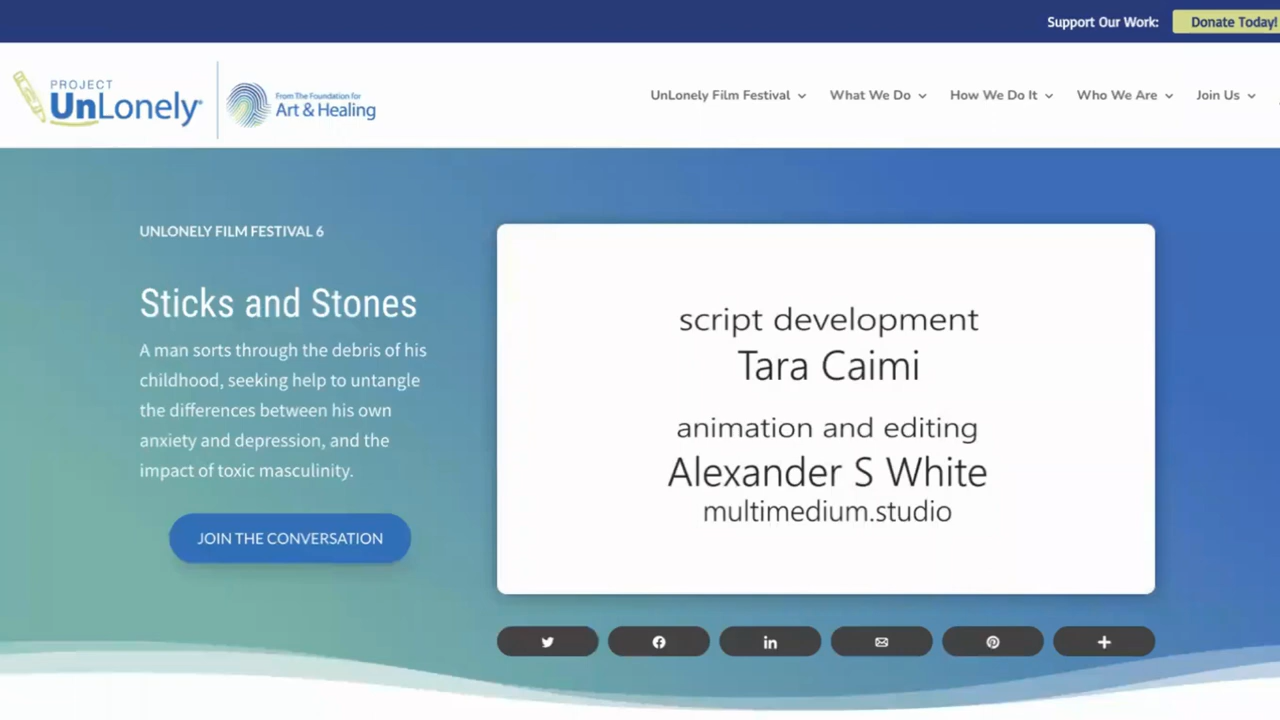 Support Our Work:
Donate Today!
PROJECT
UnLonely®
From The Foundation for
Art & Healing
UnLonely Film Festival
What We Do
How We Do It
Who We Are
Join Us
UNLONELY FILM FESTIVAL 6
Sticks and Stones
A man sorts through the debris of his
childhood, seeking help to untangle
the differences between his own
anxiety and depression, and the
impact of toxic masculinity.
JOIN THE CONVERSATION
script development
Tara Caimi
animation and editing
Alexander S White
multimedium.studio